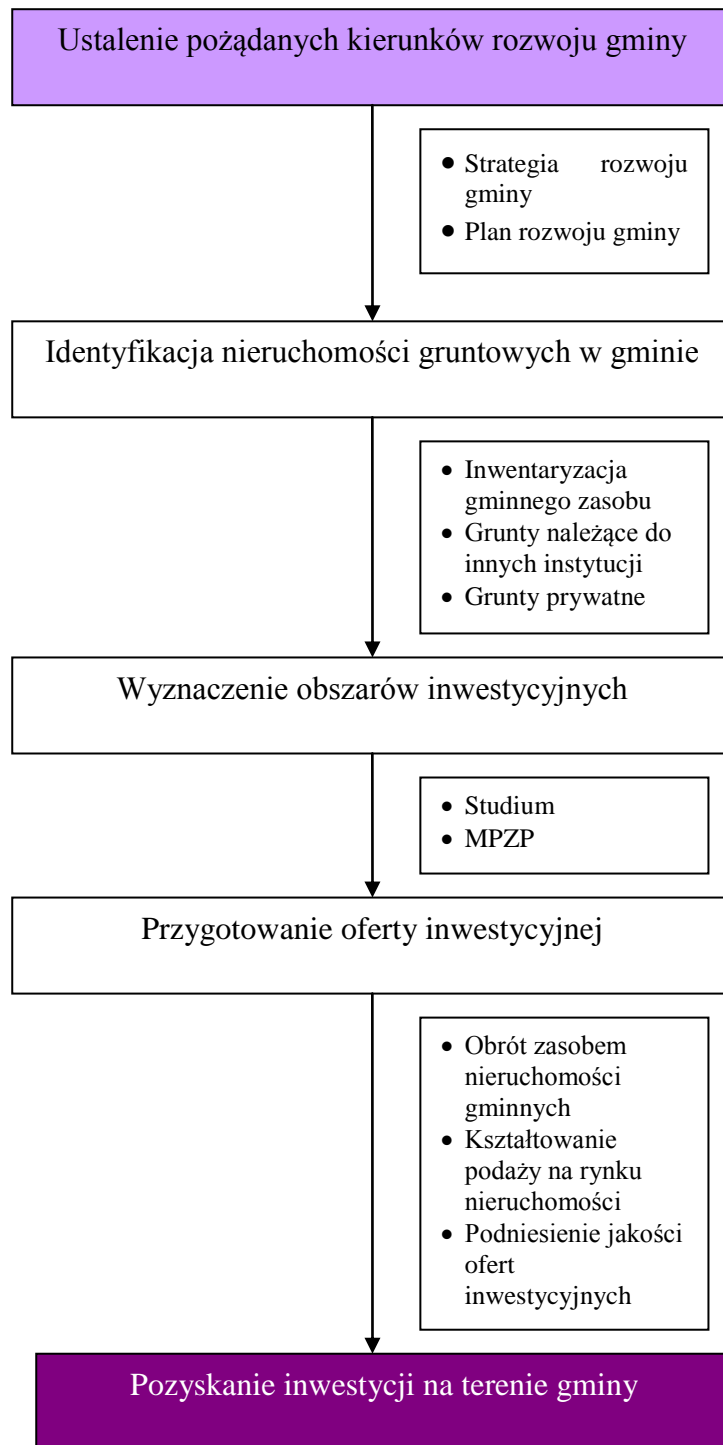 Ustalenie pożądanych kierunków rozwoju gminy
• Strategia rozwoju
gminy
• Plan rozwoju gminy
Identyfikacja nieruchomości gruntowych w gminie
• Inwentaryzacja
gminnego zasobu
• Grunty należące do
innych instytucji
• Grunty prywatne
Wyznaczenie obszarów inwestycyjnych
• Studium
• MPZP
Przygotowanie oferty inwestycyjnej
• Obrót zasobem
nieruchomości
gminnych
• Kształtowanie
podaży na rynku
nieruchomości
• Podniesienie jakości
ofert
inwestycyjnych
Pozyskanie inwestycji na terenie gminy